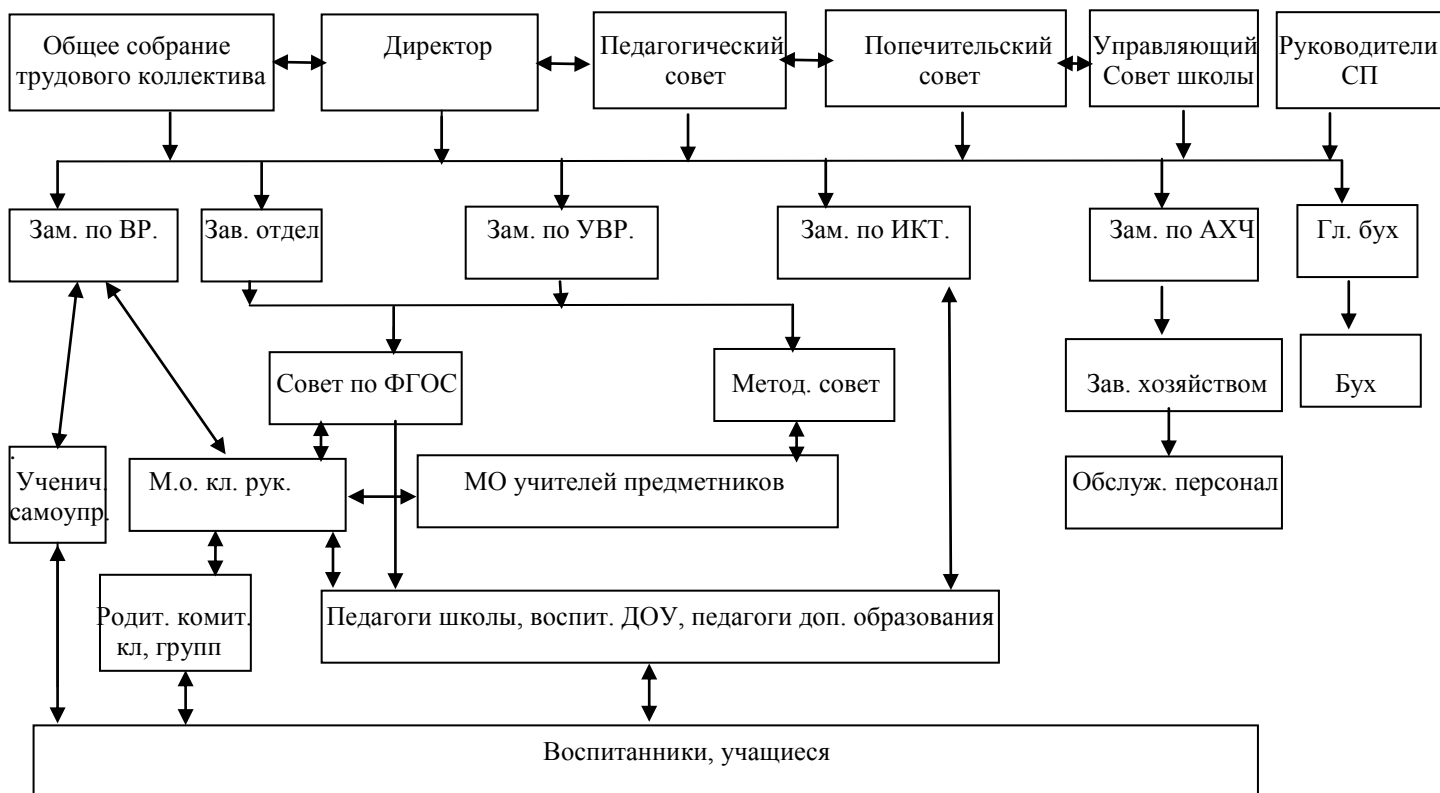 Общее собрание
трудового коллектива
Директор
Педагогический
совет
Попечительский
совет
Управляющий
Совет школы
Руководители
СП
Зам. по ВР.
Зав. отдел
Зам. по УВР.
Зам. по ИКТ.
Зам. по АХЧ
Гл. бух
Совет по ФГОС
Метод. совет
Зав. хозяйством
Бух
.
Ученич.
самоупр.
М.о. кл. рук.
МО учителей предметников
Обслуж. персонал
Родит. комит.
кл, групп
Педагоги школы, воспит. ДОУ, педагоги доп. образования
Воспитанники, учащиеся